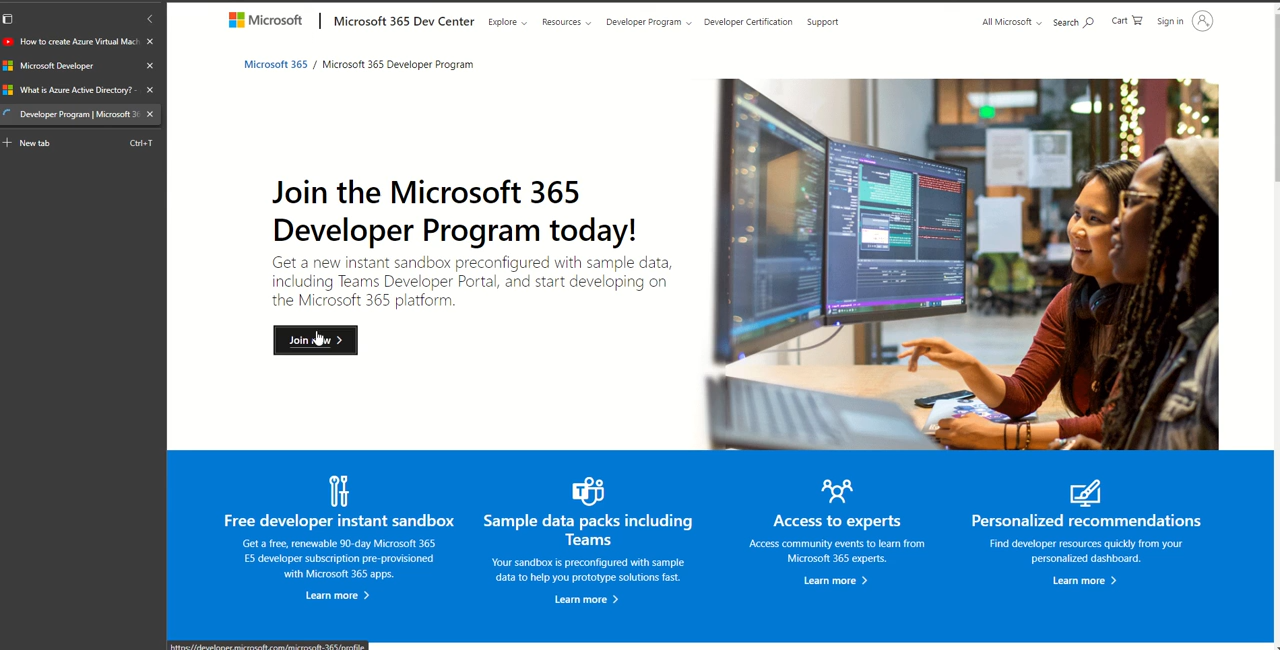 How to create Azure Virtual Mach
Microsoft Developer
What is Azure Active Directory? -
Developer Program | Microsoft 36
New tab Ctrl+T
Microsoft Microsoft 365 Dev Center Explore Resources Developer Program Developer Certification Support All Microsoft Search Cart Sign in
Microsoft 365 / Microsoft 365 Developer Program
Join the Microsoft 365
Developer Program today!
Get a new instant sandbox preconfigured with sample data,
including Teams Developer Portal, and start developing on
the Microsoft 365 platform.
Join now
Free developer instant sandbox
Get a free, renewable 90-day Microsoft 365
E5 developer subscription pre-provisioned
with Microsoft 365 apps.
Learn more
Sample data packs including
Teams
Your sandbox is preconfigured with sample
data to help you prototype solutions fast.
Learn more
Access to experts
Access community events to learn from
Microsoft 365 experts.
Learn more
Personalized recommendations
Find developer resources quickly from your
personalized dashboard.
Learn more
https://developer.microsoft.com/microsoft-365/profile